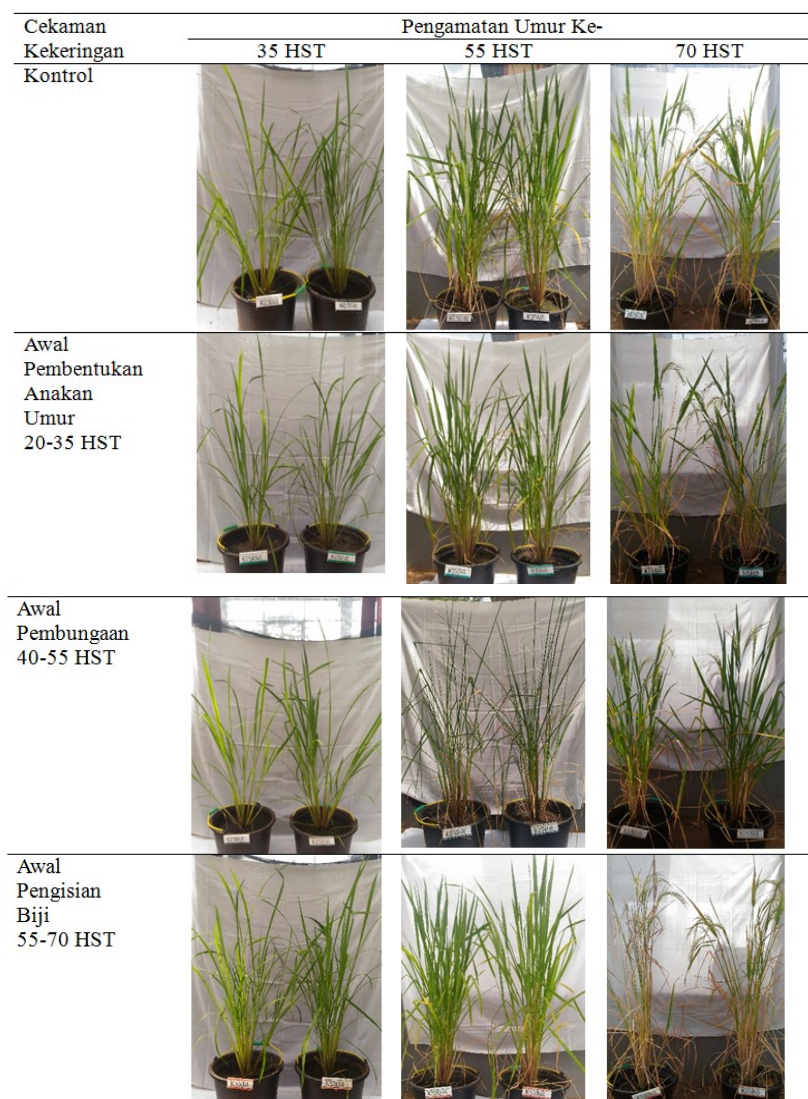 Cekaman Pengamatan Umur Ke-
Kekeringan 35 HST 55 HST 70 HST
Kontrol
Awal
Pembentukan
Anakan
Umur
20-35 HST
Awal
Pembungaan
40-55 HST
Awal
Pengisian
Biji
55-70 HST